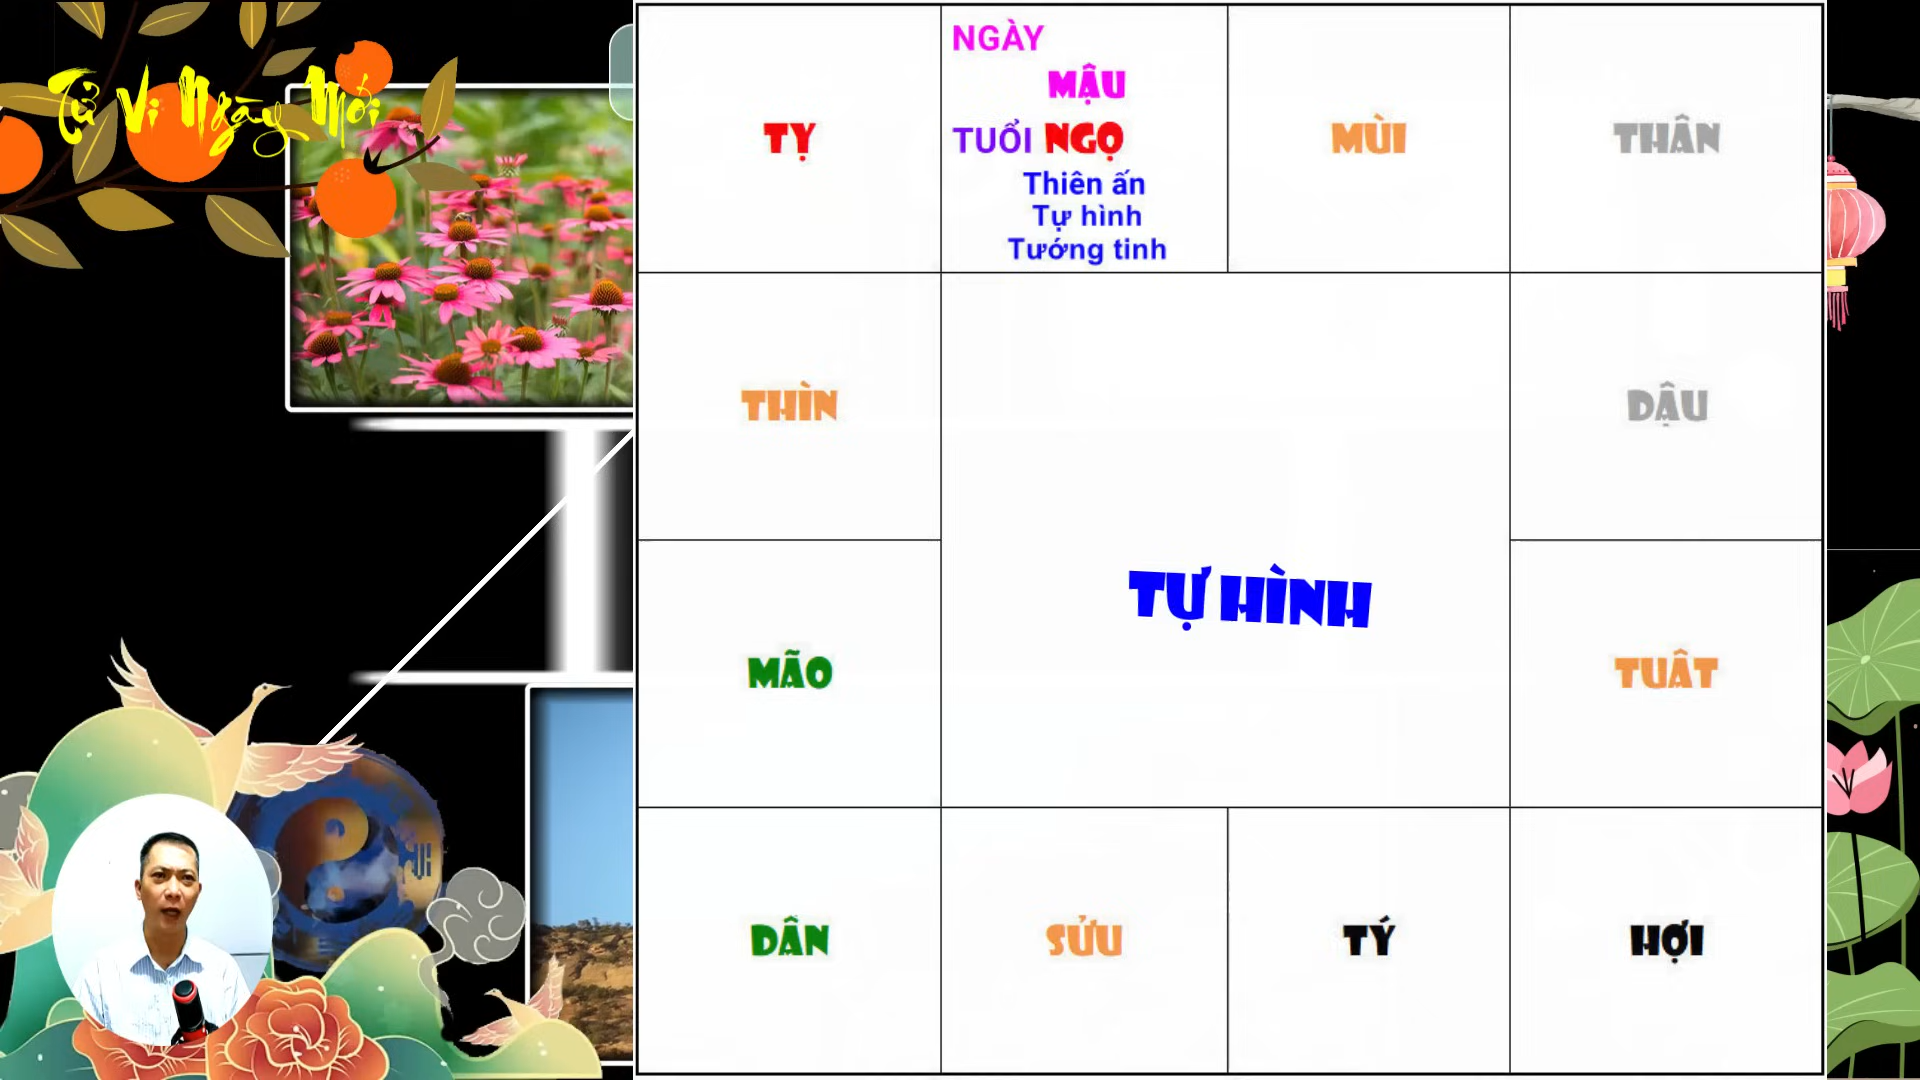 Tử Vi Ngày Mới
TỴ
NGÀY
MẬU
TUỔI NGỌ
Thiên ấn
Tự hình
Tướng tinh
MÙI
THÂN
THÌN
DẬU
TỰ HÌNH
MÃO
TUẤT
DẦN
SỬU
TÝ
HỢI